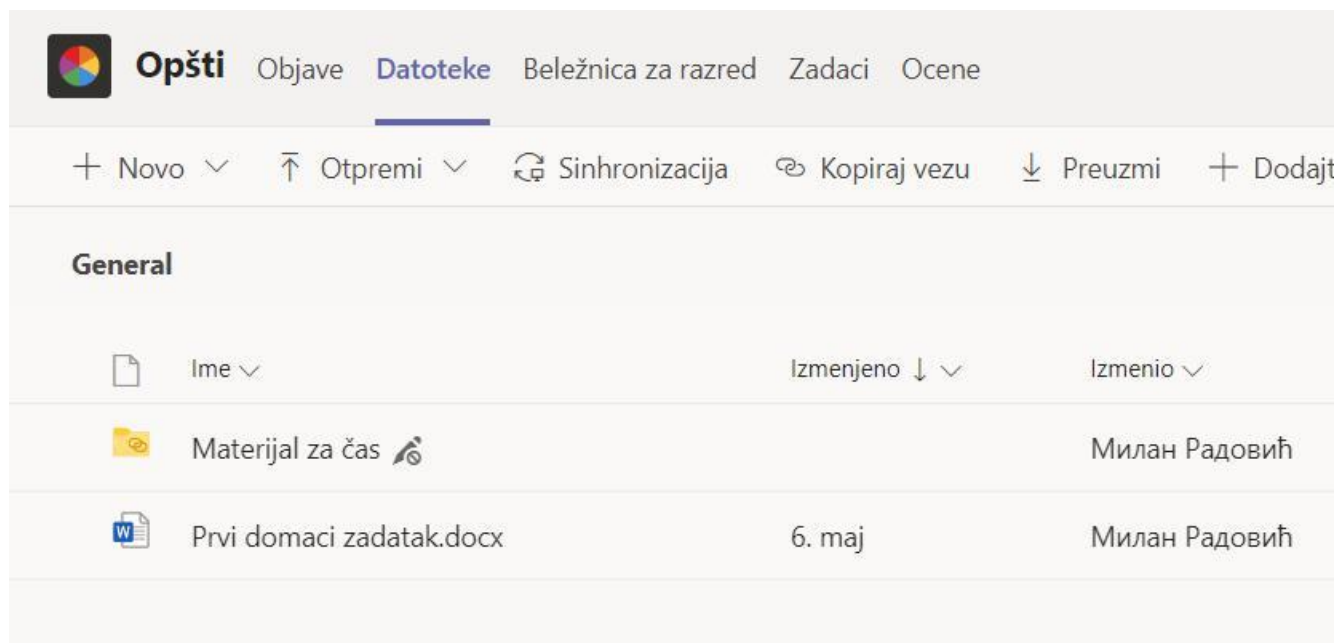 Opšti Objave Datoteke Beležnica za razred Zadaci Ocene
Novo Otpremi Sinhronizacija Kopiraj vezu Preuzmi Dodajt
General
Ime Izmenjeno Izmenio
Materijal za čas Милан Радовић
W Prvi domaci zadatak.docx 6. maj Милан Радовић